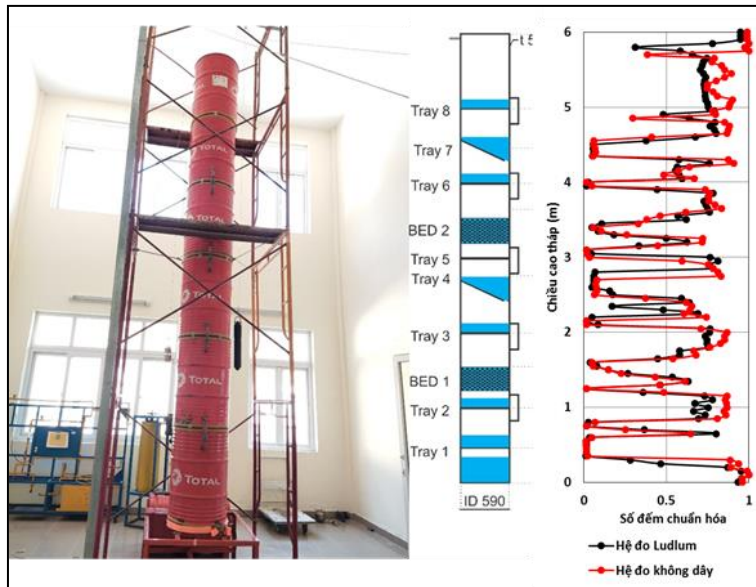 TOTAL
TOTAL
TOTAL
TOTAL
TOTAL
Tray 8
Tray 7
Tray 6
BED 2
Tray 5
Tray 4
Tray 3
BED 1
Tray 2
Tray 1
ID 590
Chiều cao tháp (m)
6
5
4
3
2
1
0
0
0.5
1
Số đếm chuẩn hóa
Hệ đo Ludlum
Hệ đo không dây